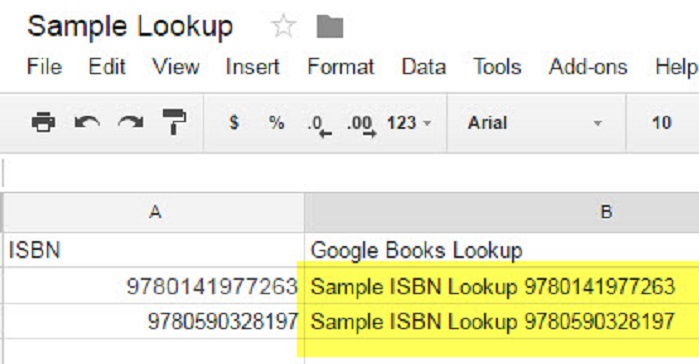 Sample Lookup
File Edit View Insert Format Data Tools Add-ons Help
$ % .0 .00 123 Arial 10
A B
ISBN Google Books Lookup
9780141977263 Sample ISBN Lookup 9780141977263
9780590328197 Sample ISBN Lookup 9780590328197